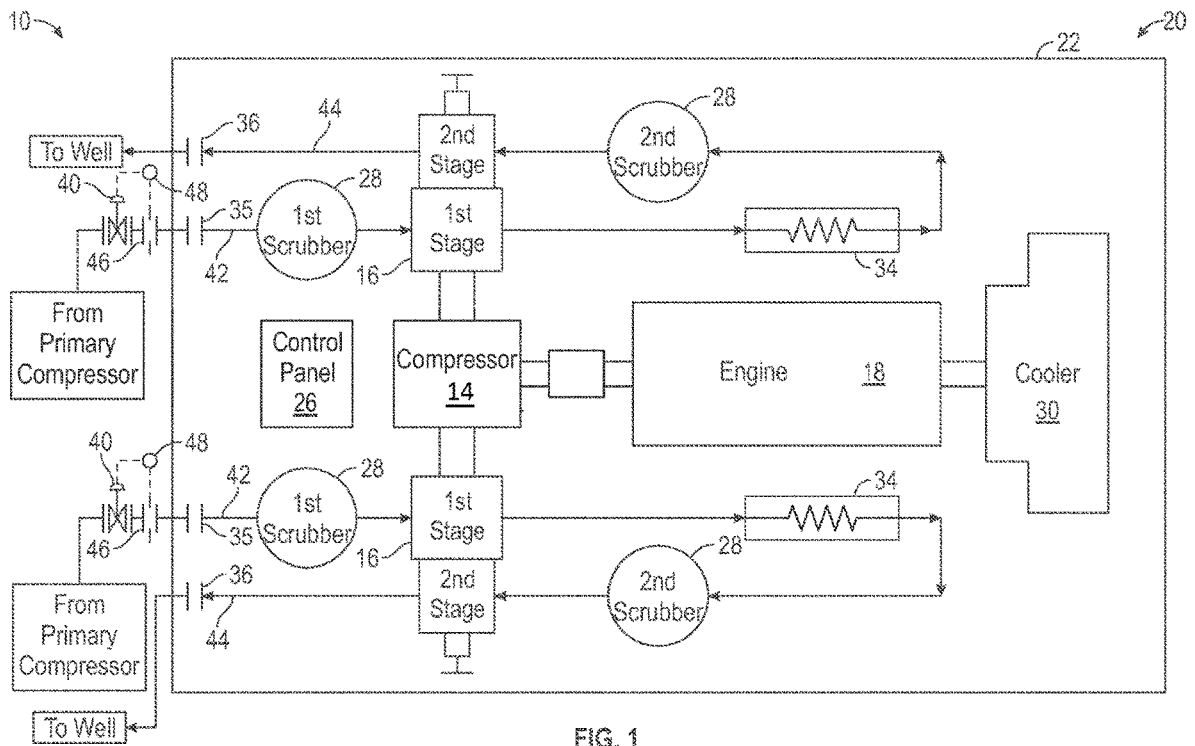 10
20
22
28
44
36
2nd
Stage
2nd
Scrubber
To Well
40
48
28
35
1st
Scrubber
1st
Stage
46
42
16
34
From
Primary
Compressor
Control
Panel
26
Compressor
14
Engine
18
Cooler
30
40
48
42
28
34
1st
Scrubber
1st
Stage
46
35
16
28
36
2nd
Stage
2nd
Scrubber
From
Primary
Compressor
44
To Well
FIG. 1